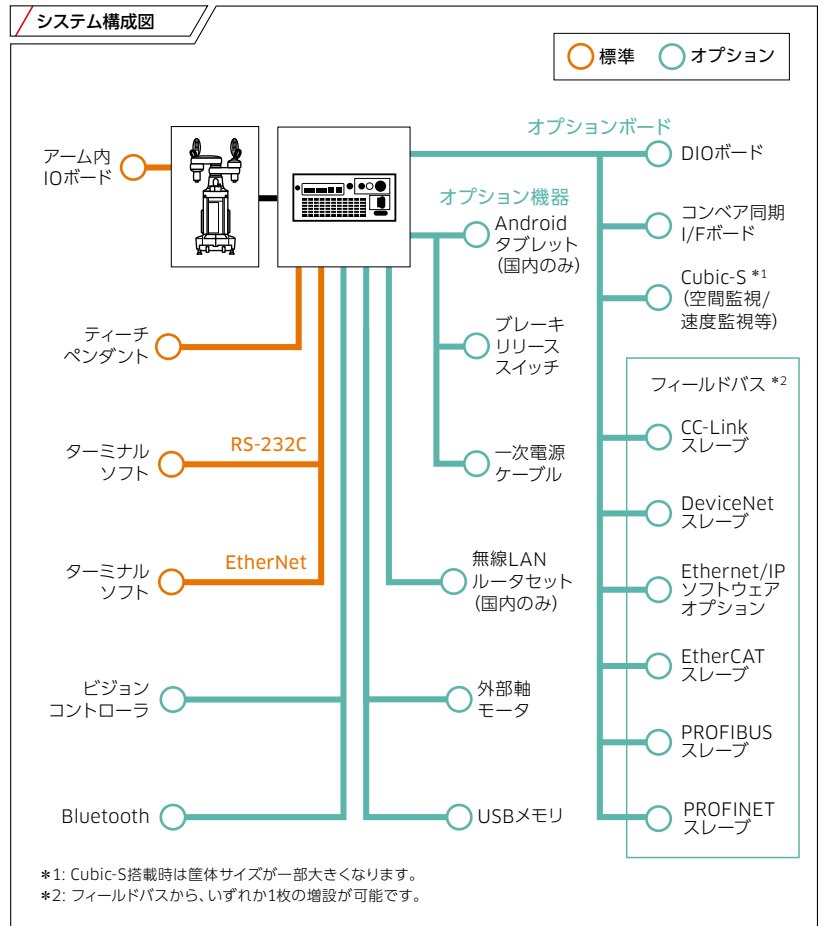 システム構成図
標準
オプション
オプションボード
アーム内
IOボード
DIOボード
オプション機器
Android
タブレット
(国内のみ)
コンベア同期
I/Fボード
Cubic-S *1
(空間監視/
速度監視等)
ティーチ
ペンダント
ブレーキ
リリース
スイッチ
フィールドバス *2
CC-Link
スレーブ
ターミナル
ソフト
RS-232C
一次電源
ケーブル
DeviceNet
スレーブ
ターミナル
ソフト
EtherNet
無線LAN
ルータセット
(国内のみ)
Ethernet/IP
ソフトウェア
オプション
EtherCAT
スレーブ
ビジョン
コントローラ
外部軸
モータ
PROFIBUS
スレーブ
Bluetooth
USBメモリ
PROFINET
スレーブ
*1: Cubic-S搭載時は筐体サイズが一部大きくなります。
*2: フィールドバスから、いずれか1枚の増設が可能です。